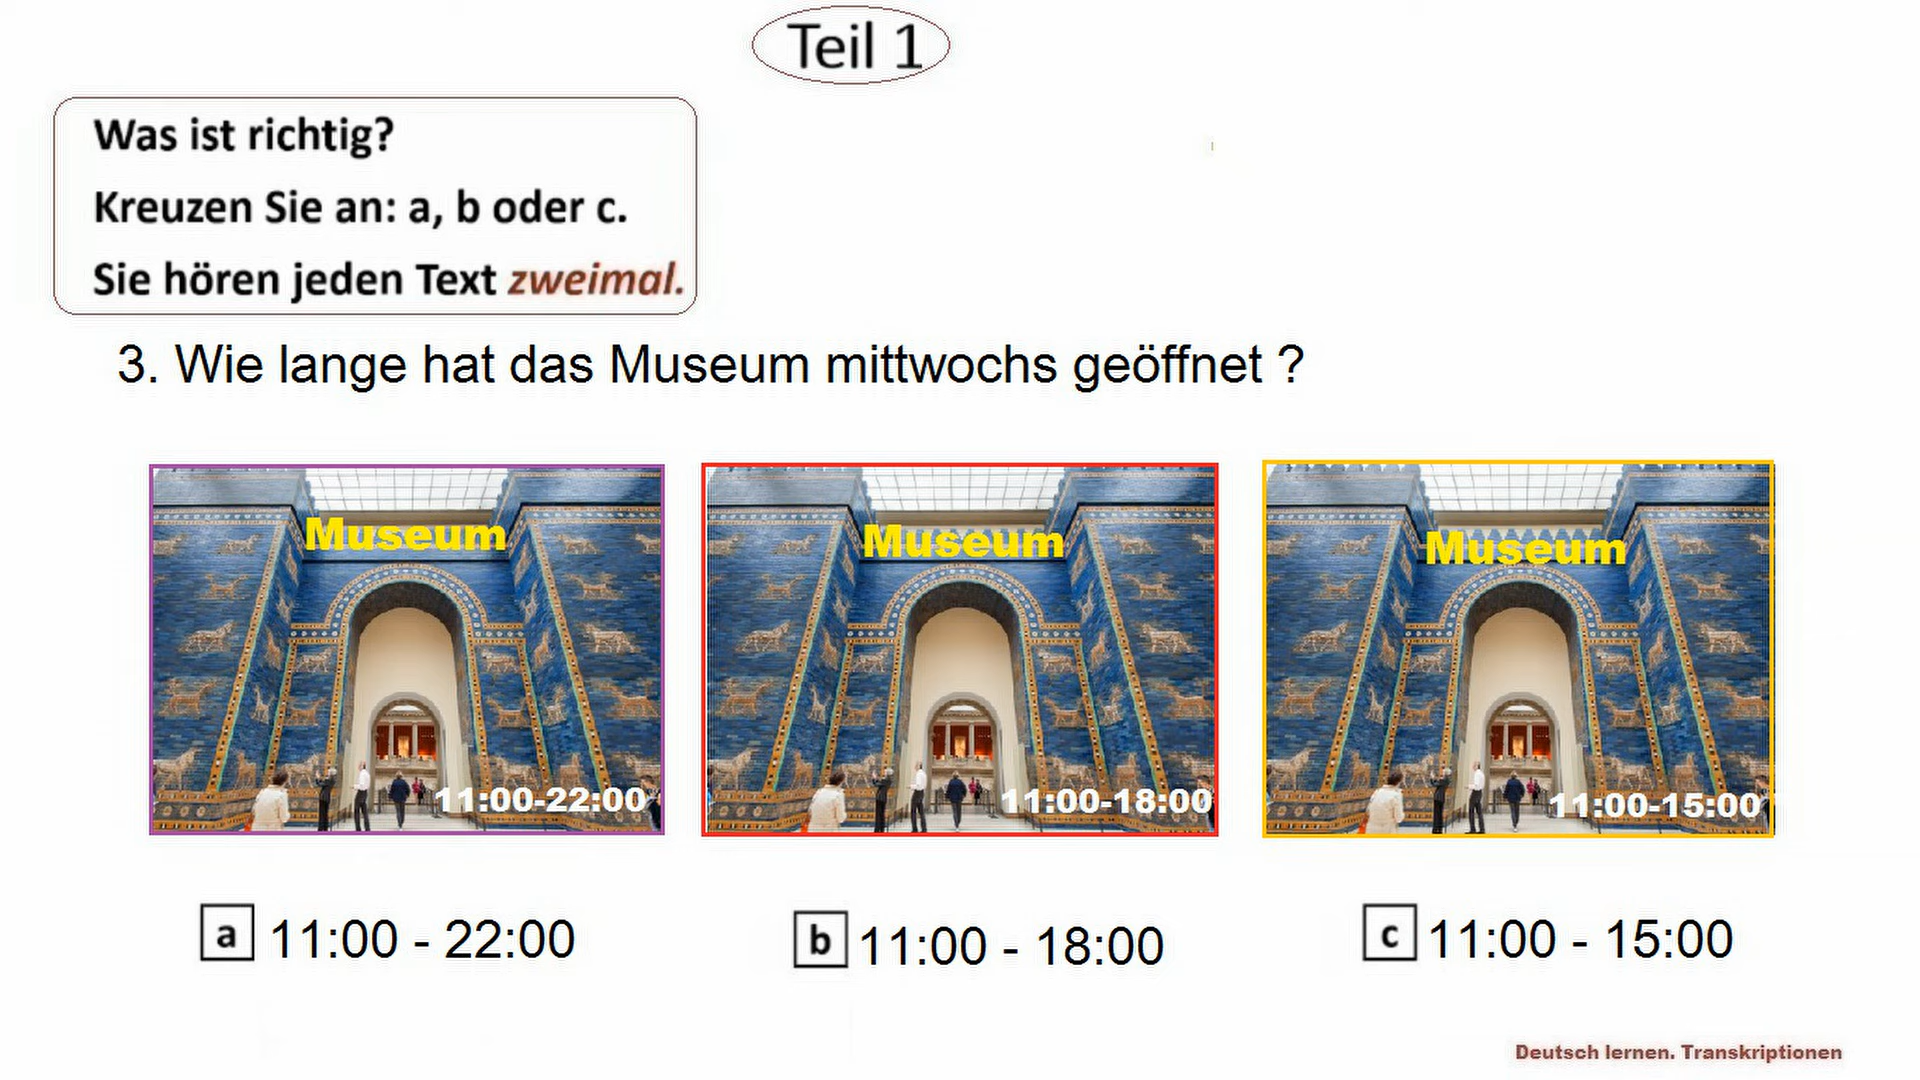 Teil 1
Was ist richtig?
Kreuzen Sie an: a, b oder c.
Sie hören jeden Text zweimal.
3. Wie lange hat das Museum mittwochs geöffnet ?
Museum
11:00-22:00
Museum
11:00-18:00
Museum
11:00-15:00
a 11:00 - 22:00
b 11:00 - 18:00
c 11:00 - 15:00
Deutsch lernen. Transkriptionen